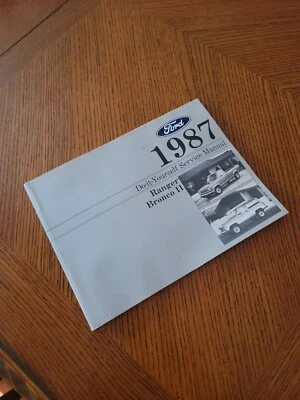 Ford
1987
Do-It-Yourself Service Manual
Ranger
Bronco II